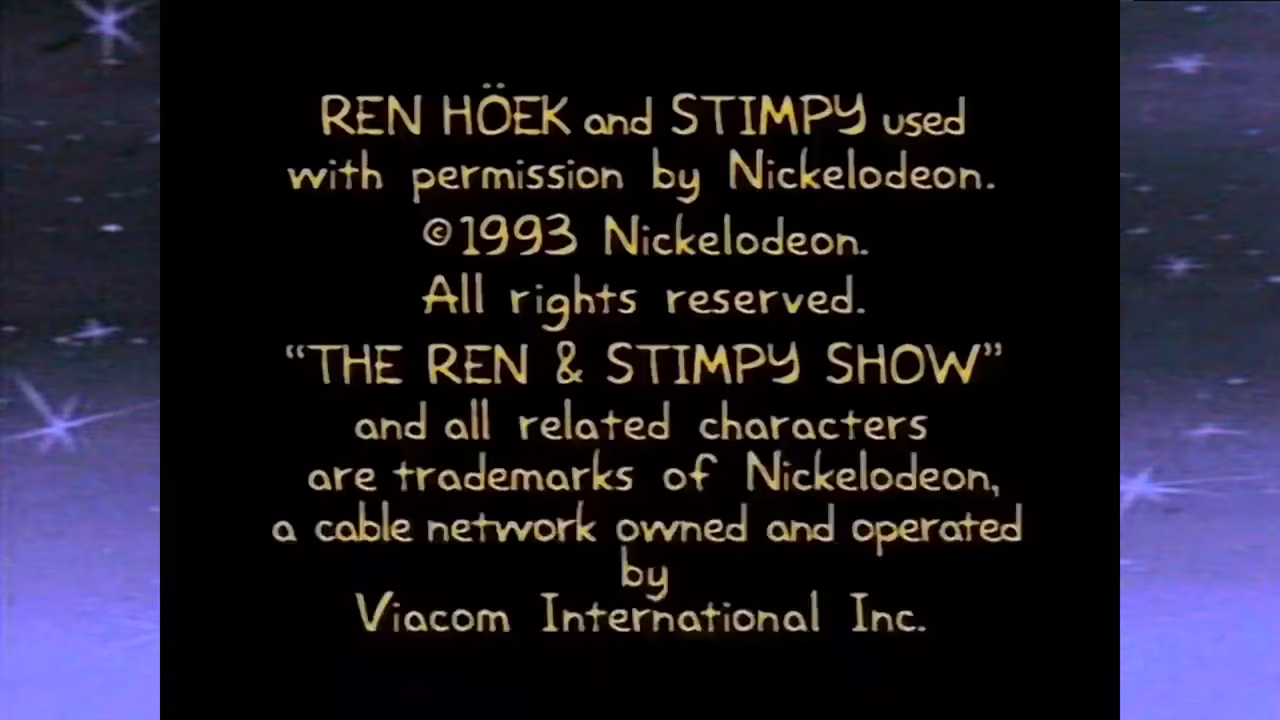 REN HÖEK and STIMPY used
with permission by Nickelodeon.
©1993 Nickelodeon.
All rights reserved.
“THE REN & STIMPY SHOW”
and all related characters
are trademarks of Nickelodeon,
a cable network owned and operated
by
Viacom International Inc.